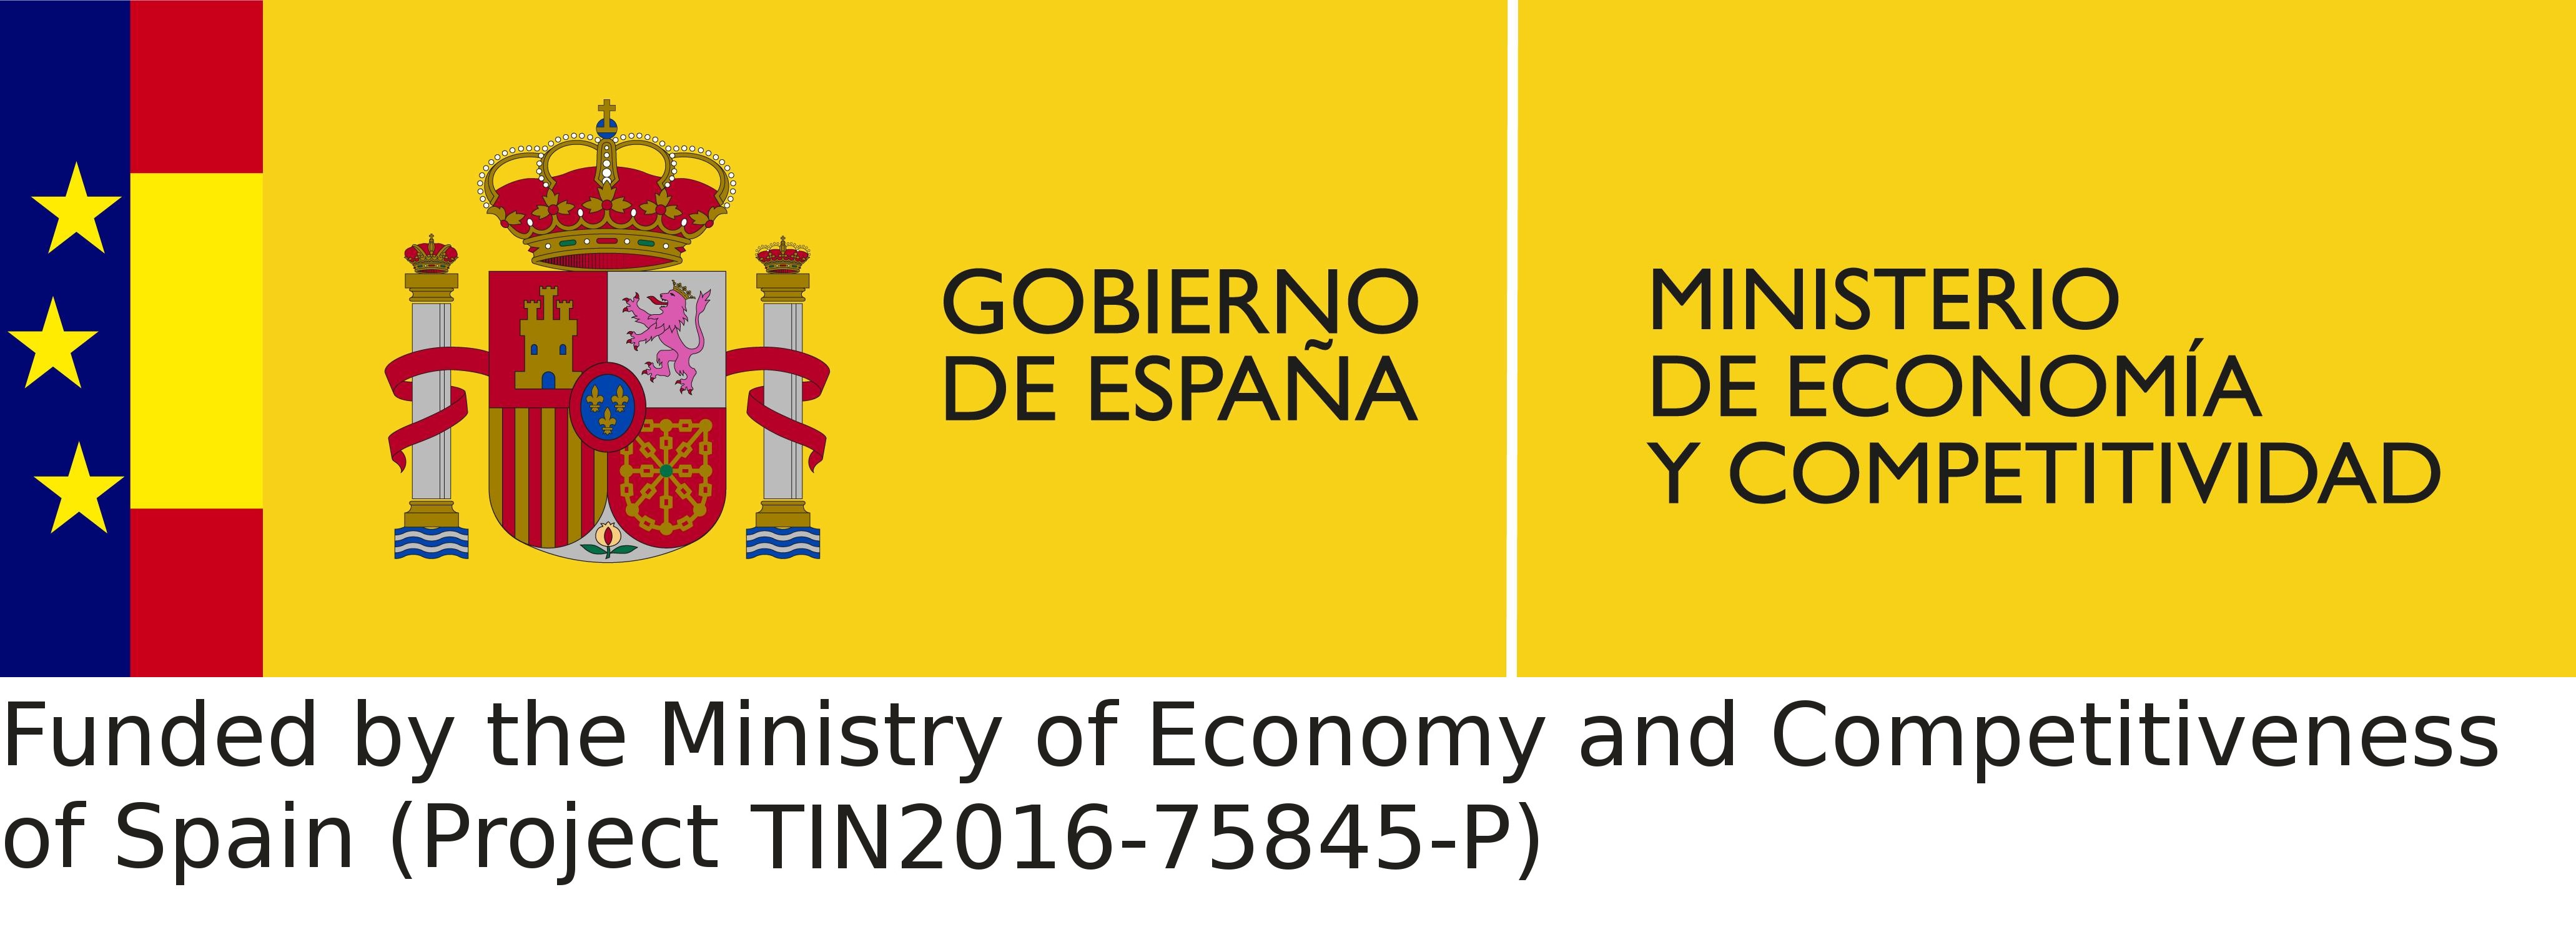 GOBIERNO
DE ESPAÑA
MINISTERIO
DE ECONOMÍA
Y COMPETITIVIDAD
Funded by the Ministry of Economy and Competitiveness
of Spain (Project TIN2016-75845-P)